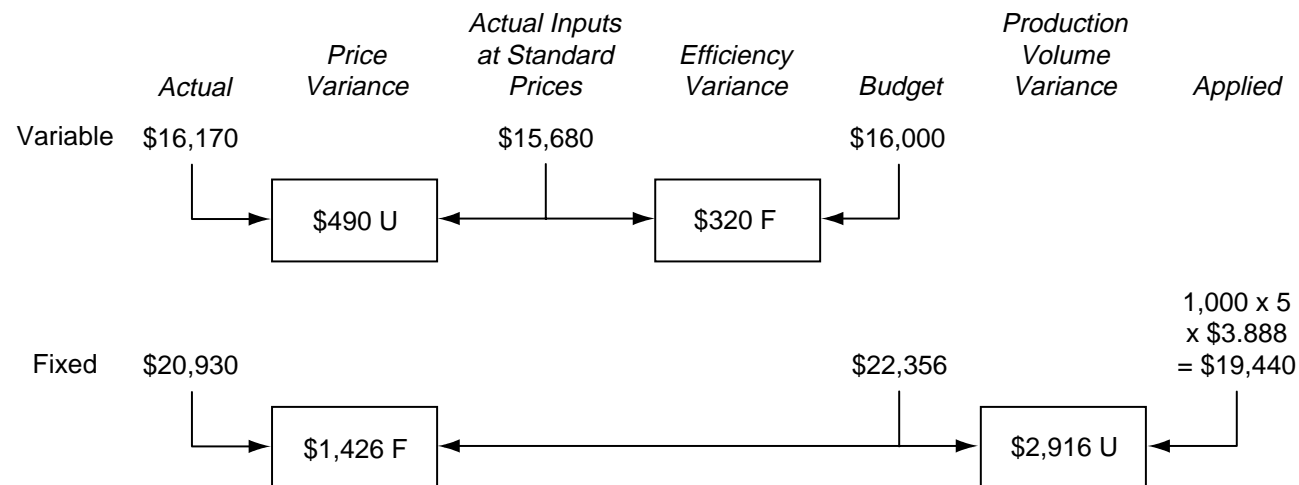 Actual
Price
Variance
Actual Inputs
at Standard
Prices
Efficiency
Variance
Budget
Production
Volume
Variance
Applied
Variable
$16,170
$15,680
$16,000
$490 U
$320 F
Fixed
$20,930
$22,356
1,000 x 5
x $3.888
= $19,440
$1,426 F
$2,916 U